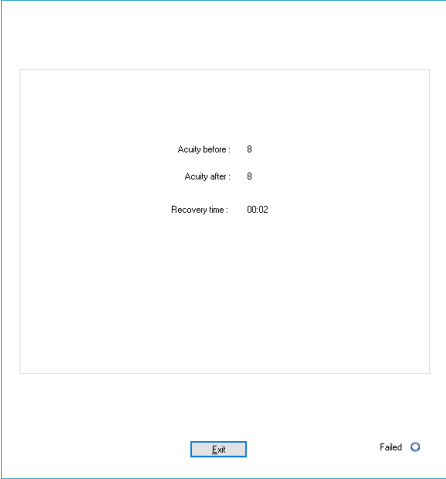 Acuity before : 8
Acuity after : 8
Recovery time : 00:02
Exit
Failed